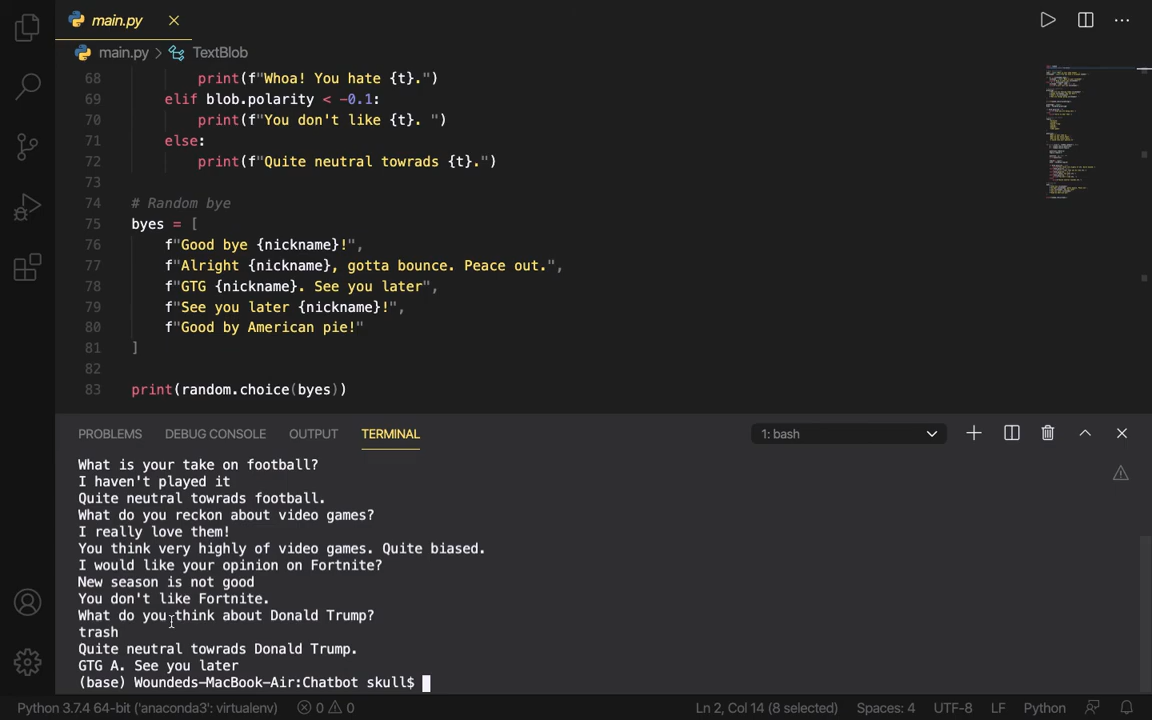 main.py
main.py > TextBlob
68 print(f"Whoa! You hate {t}.")
69 elif blob.polarity < -0.1:
70 print(f"You don't like {t}. ")
71 else:
72 print(f"Quite neutral towrads {t}.")
73
74 # Random bye
75 byes = [
76 f"Good bye {nickname}!",
77 f"Alright {nickname}, gotta bounce. Peace out.",
78 f"GTG {nickname}. See you later",
79 f"See you later {nickname}!",
80 f"Good by American pie!"
81 ]
82
83 print(random.choice(byes))
PROBLEMS DEBUG CONSOLE OUTPUT TERMINAL 1: bash
What is your take on football?
I haven't played it
Quite neutral towrads football.
What do you reckon about video games?
I really love them!
You think very highly of video games. Quite biased.
I would like your opinion on Fortnite?
New season is not good
You don't like Fortnite.
What do you think about Donald Trump?
trash
Quite neutral towrads Donald Trump.
GTG A. See you later
(base) Woundeds-MacBook-Air:Chatbot skull$
Python 3.7.4 64-bit ('anaconda3': virtualenv) 0 0 Ln 2, Col 14 (8 selected) Spaces: 4 UTF-8 LF Python